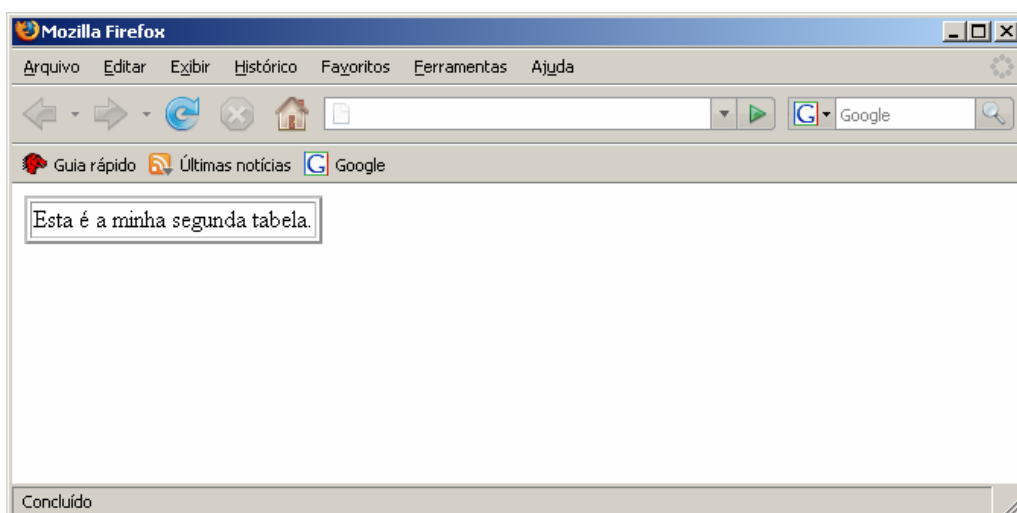 Mozilla Firefox
Arquivo Editar Exibir Histórico Favoritos Ferramentas Ajuda
G Google
Guia rápido Últimas notícias G Google
Esta é a minha segunda tabela.
Concluído